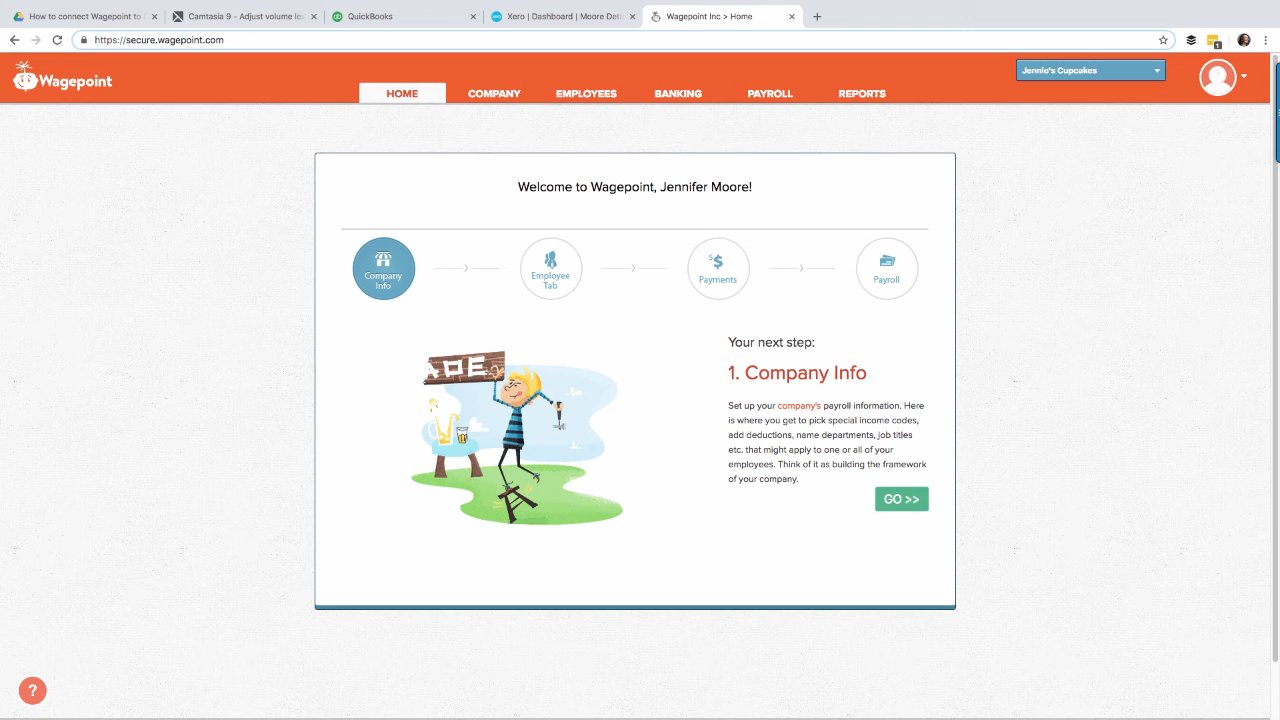 How to connect Wagepoint to
Camtasia 9 - Adjust volume lev
QuickBooks
Xero | Dashboard | Moore Deta
Wagepoint Inc > Home
https://secure.wagepoint.com
1
Wagepoint
Jennie's Cupcakes
HOME COMPANY EMPLOYEES BANKING PAYROLL REPORTS
Welcome to Wagepoint, Jennifer Moore!
Company
Info
Employee
Tab
Payments
Payroll
Your next step:
1. Company Info
Set up your company's payroll information. Here
is where you get to pick special income codes,
add deductions, name departments, job titles
etc. that might apply to one or all of your
employees. Think of it as building the framework
of your company.
GO >>
ADE
?